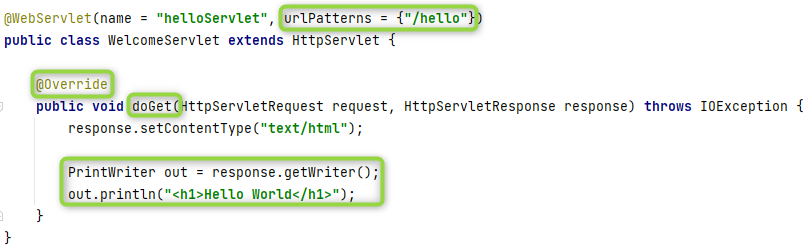 @WebServlet(name = "helloServlet", urlPatterns = {"/hello"})
public class WelcomeServlet extends HttpServlet {
@Override
public void doGet(HttpServletRequest request, HttpServletResponse response) throws IOException {
response.setContentType("text/html");
PrintWriter out = response.getWriter();
out.println("<h1>Hello World</h1>");
}
}